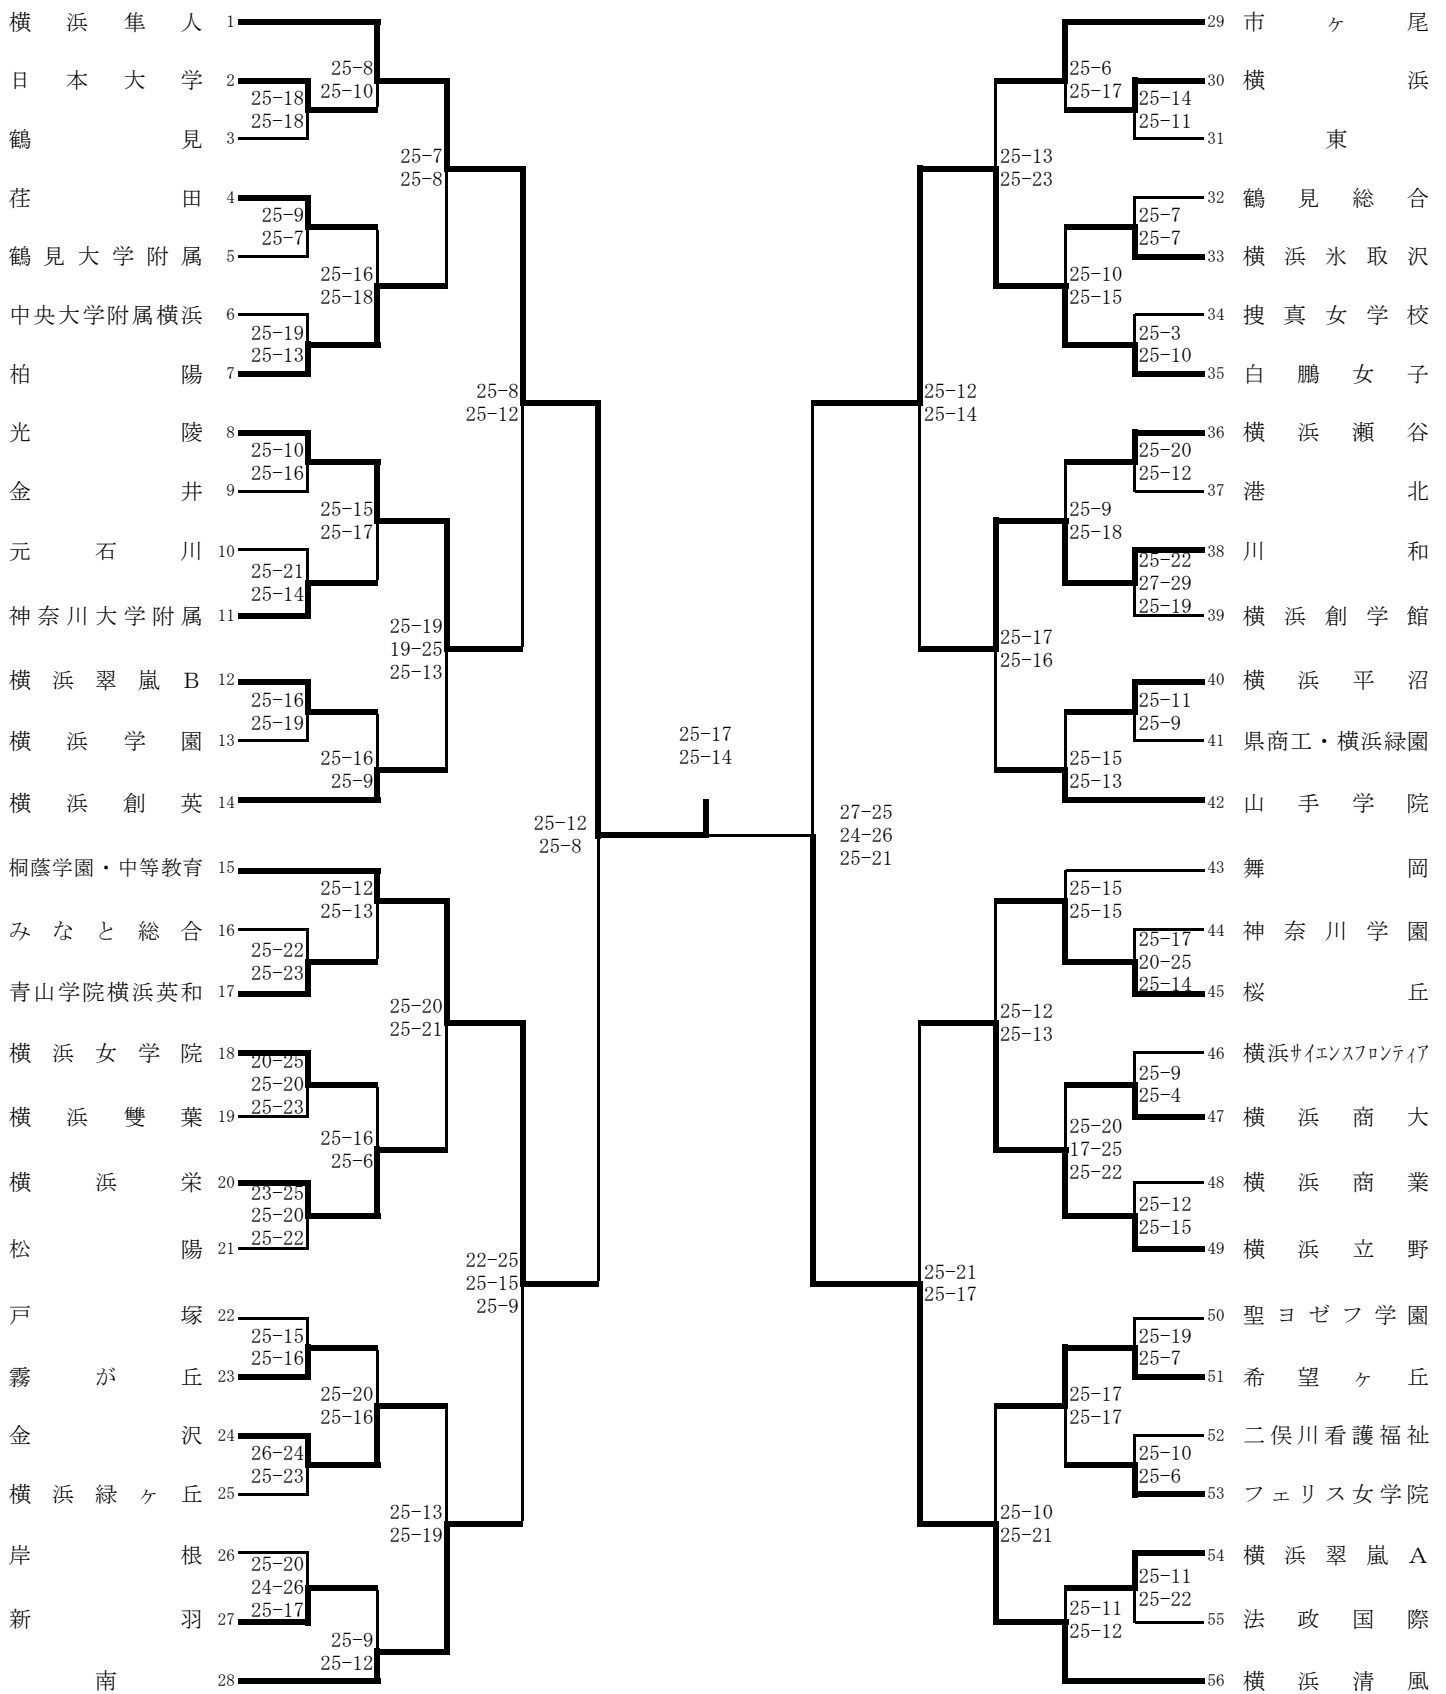 横浜隼人 1
日本大学 2
鶴見 3
荏田 4
鶴見大学附属 5
中央大学附属横浜 6
柏陽 7
光陵 8
金井 9
元石川 10
神奈川大学附属 11
横浜翠嵐B 12
横浜学園 13
横浜創英 14
桐蔭学園・中等教育 15
みなと総合 16
青山学院横浜英和 17
横浜女学院 18
横浜雙葉 19
横浜栄 20
松陽 21
戸塚 22
霧が丘 23
金沢 24
横浜緑ヶ丘 25
岸根 26
新羽 27
南 28
25-18
25-18
25-9
25-7
25-19
25-13
25-10
25-16
25-21
25-14
25-16
25-19
25-22
25-23
20-25
25-20
25-23
23-25
25-20
25-22
25-15
25-16
26-24
25-23
25-20
24-26
25-17
25-8
25-10
25-16
25-18
25-15
25-17
25-16
25-9
25-12
25-13
25-16
25-6
25-20
25-16
25-9
25-12
25-7
25-8
25-19
19-25
25-13
25-20
25-21
25-13
25-19
25-8
25-12
22-25
25-15
25-9
25-12
25-8
25-17
25-14
27-25
24-26
25-21
25-12
25-14
25-21
25-17
25-13
25-23
25-17
25-16
25-12
25-13
25-10
25-21
25-6
25-17
25-10
25-15
25-9
25-18
25-15
25-13
25-15
25-15
25-20
17-25
25-22
25-17
25-17
25-11
25-12
25-14
25-11
25-7
25-7
25-3
25-10
25-20
25-12
25-22
27-29
25-19
25-11
25-9
25-17
20-25
25-14
25-9
25-4
25-12
25-15
25-19
25-7
25-10
25-6
25-11
25-22
29 市ヶ尾
30 横浜
31 東
32 鶴見総合
33 横浜氷取沢
34 捜真女学校
35 白鵬女子
36 横浜瀬谷
37 港北
38 川和
39 横浜創学館
40 横浜平沼
41 県商工・横浜緑園
42 山手学院
43 舞岡
44 神奈川学園
45 桜丘
46 横浜ｻｲｴﾝｽﾌﾛﾝﾃｨｱ
47 横浜商大
48 横浜商業
49 横浜立野
50 聖ヨゼフ学園
51 希望ヶ丘
52 二俣川看護福祉
53 フェリス女学院
54 横浜翠嵐A
55 法政国際
56 横浜清風